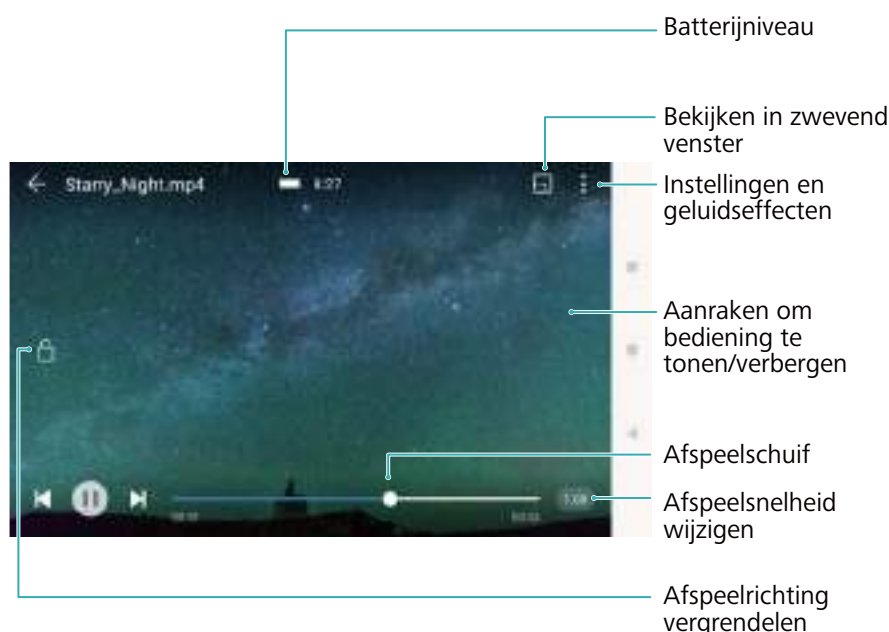 Batterijniveau
Bekijken in zwevend
venster
Starry_Night.mp4
Instellingen en
geluidseffecten
Aanraken om
bediening te
tonen/verbergen
Afspeelschuif
Afspeelsnelheid
wijzigen
Afspeelrichting
vergrendelen